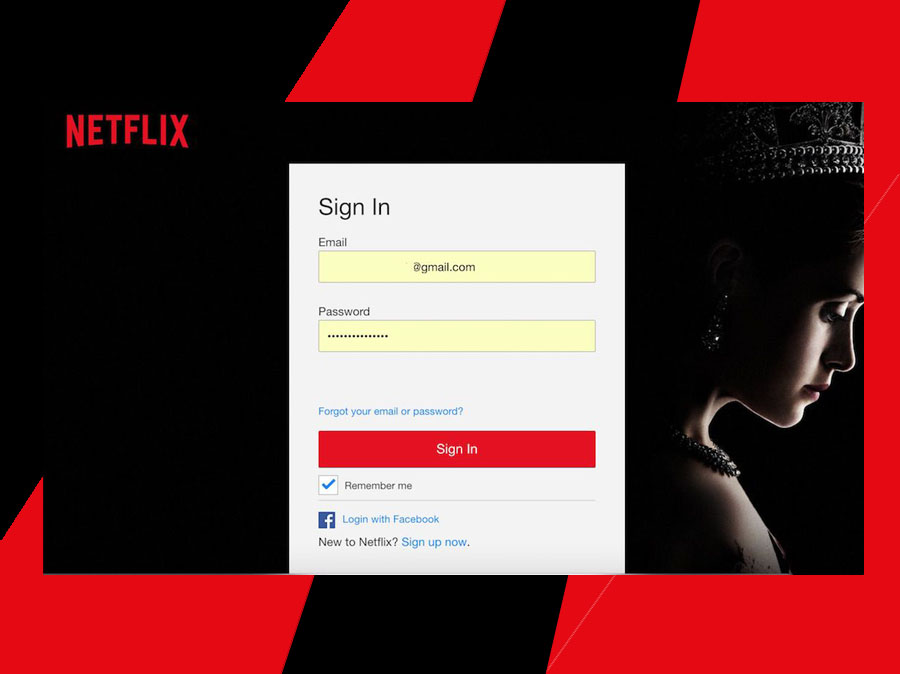 NETFLIX
Sign In
Email
@gmail.com
Password
•••••••••••••••
Forgot your email or password?
Sign In
Remember me
Login with Facebook
New to Netflix? Sign up now.